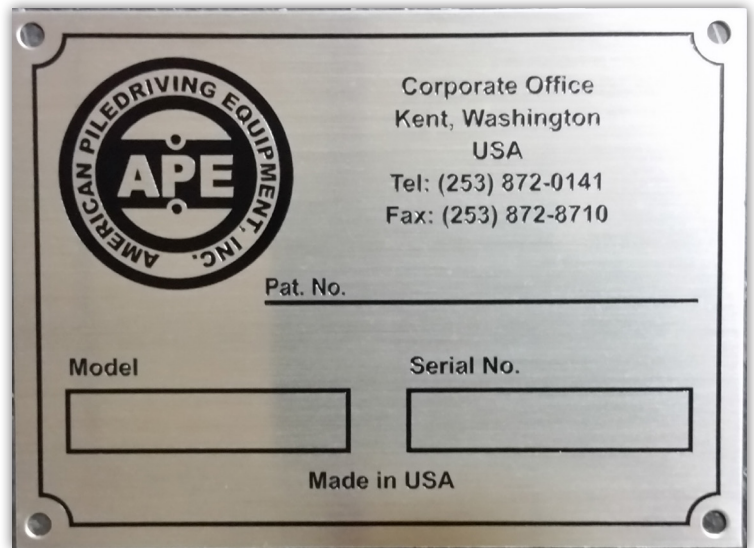 AMERICAN PILEDRIVING EQUIPMENT, INC.
APE
Corporate Office
Kent, Washington
USA
Tel: (253) 872-0141
Fax: (253) 872-8710
Pat. No.
Model
Serial No.
Made in USA